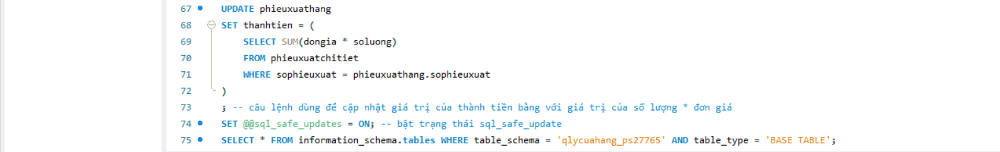 67 UPDATE phieuxuathang
68 SET thanhtien = (
69 SELECT SUM(dongia * soluong)
70 FROM phieuxuatchitiet
71 WHERE sophieuxuat = phieuxuathang.sophieuxuat
72 )
73 ; -- câu lệnh dùng để cập nhật giá trị của thành tiền bằng với giá trị của số lượng * đơn giá
74 SET @@sql_safe_updates = ON; -- bật trạng thái sql_safe_update
75 SELECT * FROM information_schema.tables WHERE table_schema = 'qlycuahang_ps27765' AND table_type = 'BASE TABLE';